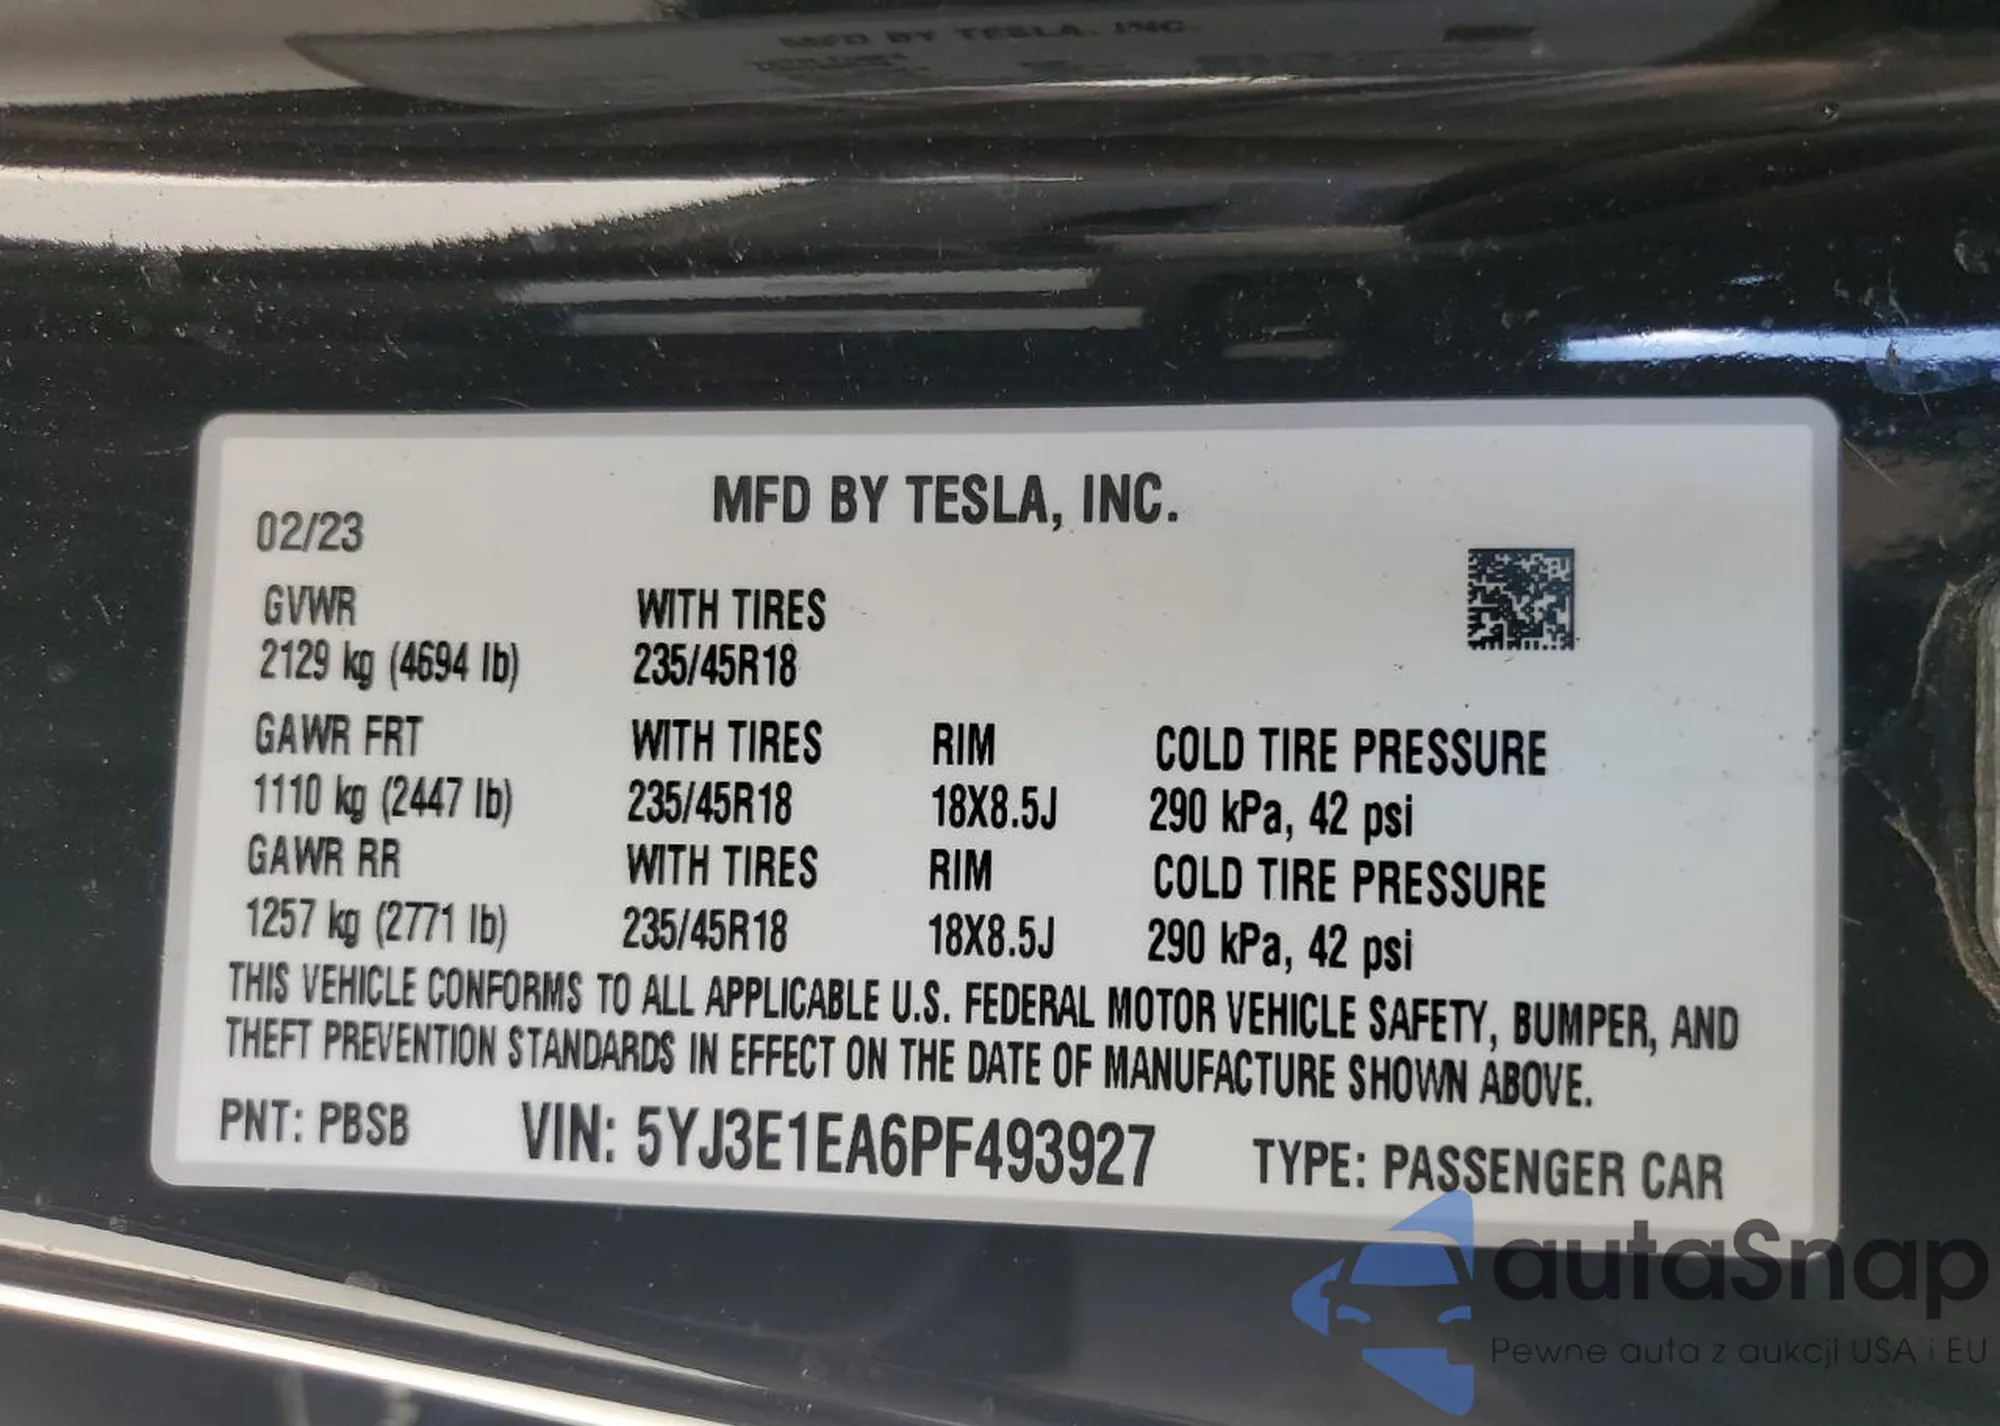 MFD BY TESLA, INC.
MFD BY TESLA, INC.
02/23
GVWR WITH TIRES
2129 kg (4694 lb) 235/45R18
GAWR FRT WITH TIRES RIM COLD TIRE PRESSURE
1110 kg (2447 lb) 235/45R18 18X8.5J 290 kPa, 42 psi
GAWR RR WITH TIRES RIM COLD TIRE PRESSURE
1257 kg (2771 lb) 235/45R18 18X8.5J 290 kPa, 42 psi
THIS VEHICLE CONFORMS TO ALL APPLICABLE U.S. FEDERAL MOTOR VEHICLE SAFETY, BUMPER, AND
THEFT PREVENTION STANDARDS IN EFFECT ON THE DATE OF MANUFACTURE SHOWN ABOVE.
PNT: PBSB VIN: 5YJ3E1EA6PF493927 TYPE: PASSENGER CAR
autaSnap
Pewne auta z aukcji USA i EU